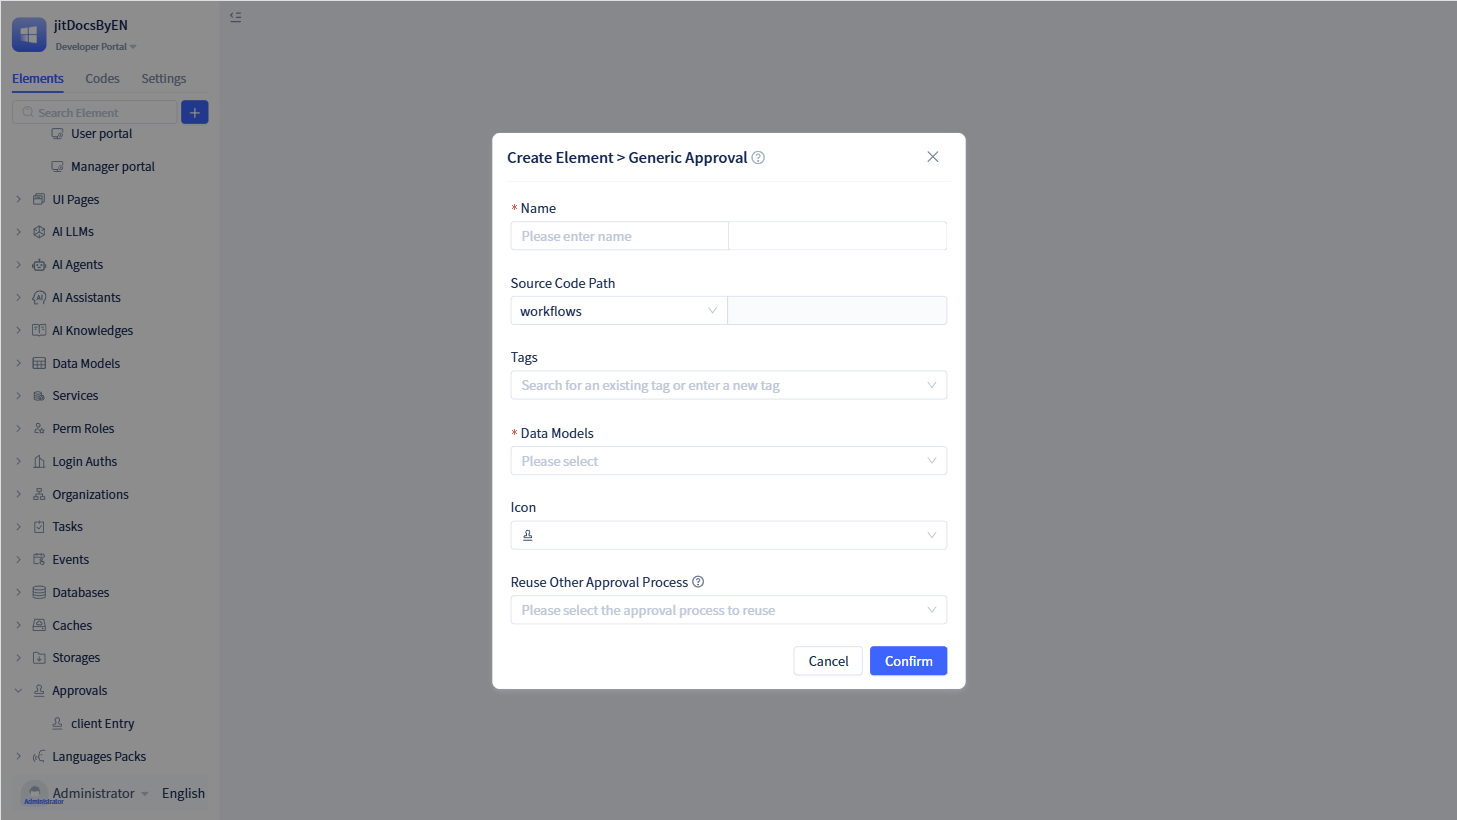 jitDocsByEN
Developer Portal
Elements Codes Settings
Search Element
User portal
Manager portal
UI Pages
AI LLMs
AI Agents
AI Assistants
AI Knowledges
Data Models
Services
Perm Roles
Login Auths
Organizations
Tasks
Events
Databases
Caches
Storages
Approvals
client Entry
Languages Packs
Administrator
Administrator English
Create Element > Generic Approval
* Name
Please enter name
Source Code Path
workflows
Tags
Search for an existing tag or enter a new tag
* Data Models
Please select
Icon
Reuse Other Approval Process
Please select the approval process to reuse
Cancel Confirm